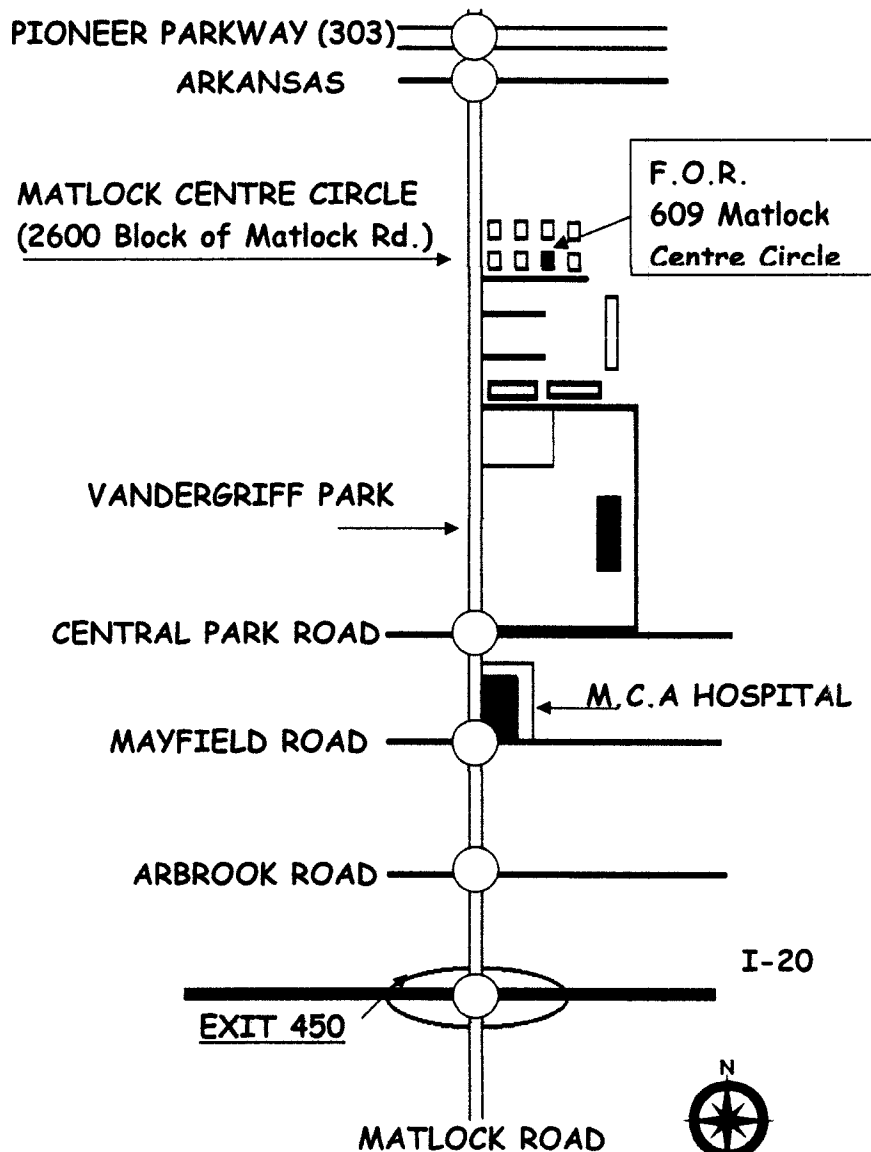 PIONEER PARKWAY (303)
ARKANSAS
MATLOCK CENTRE CIRCLE
(2600 Block of Matlock Rd.)
F.O.R.
609 Matlock
Centre Circle
VANDERGRIFF PARK
CENTRAL PARK ROAD
M.C.A HOSPITAL
MAYFIELD ROAD
ARBROOK ROAD
I-20
EXIT 450
N
MATLOCK ROAD